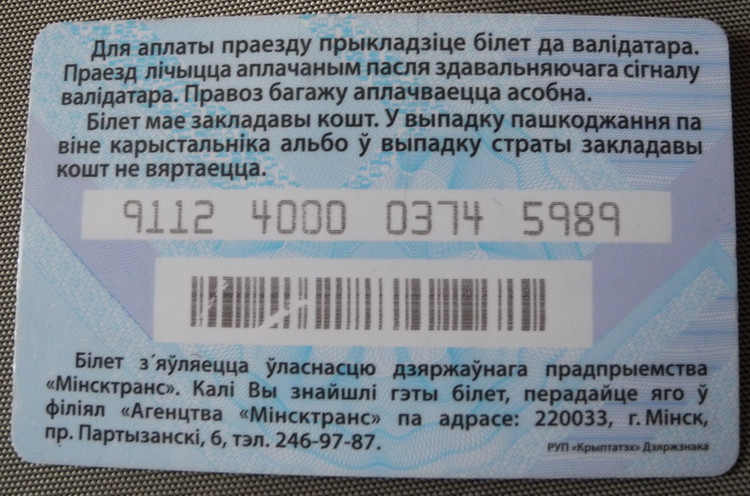 Для аплаты праезду прыкладзіце білет да валідатара.
Праезд лічыцца аплачаным пасля здавальняючага сігналу
валідатара. Правоз багажу аплачваецца асобна.
Білет мае закладавы кошт. У выпадку пашкоджання па
віне карыстальніка альбо ў выпадку страты закладавы
кошт не вяртаецца.
9112 4000 0374 5989
Білет з´яўляецца ўласнасцю дзяржаўнага прадпрыемства
«Мінсктранс». Калі Вы знайшлі гэты білет, перадайце яго ў
філіял «Агенцтва «Мінсктранс» па адрасе: 220033, г. Мінск,
пр. Партызанскі, 6, тэл. 246-97-87.
РУП «Крыптатэх» Дзяржзнака